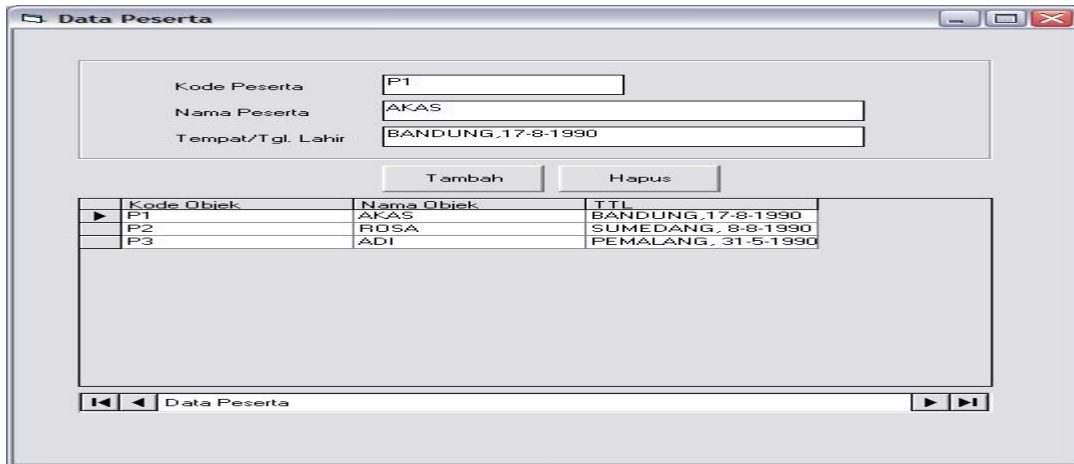 Data Peserta
Kode Peserta P1
Nama Peserta AKAS
Tempat/Tgl. Lahir BANDUNG,17-8-1990
Tambah Hapus
Kode Objek Nama Objek TTL
P1 AKAS BANDUNG,17-8-1990
P2 ROSA SUMEDANG, 8-8-1990
P3 ADI PEMALANG, 31-5-1990
Data Peserta